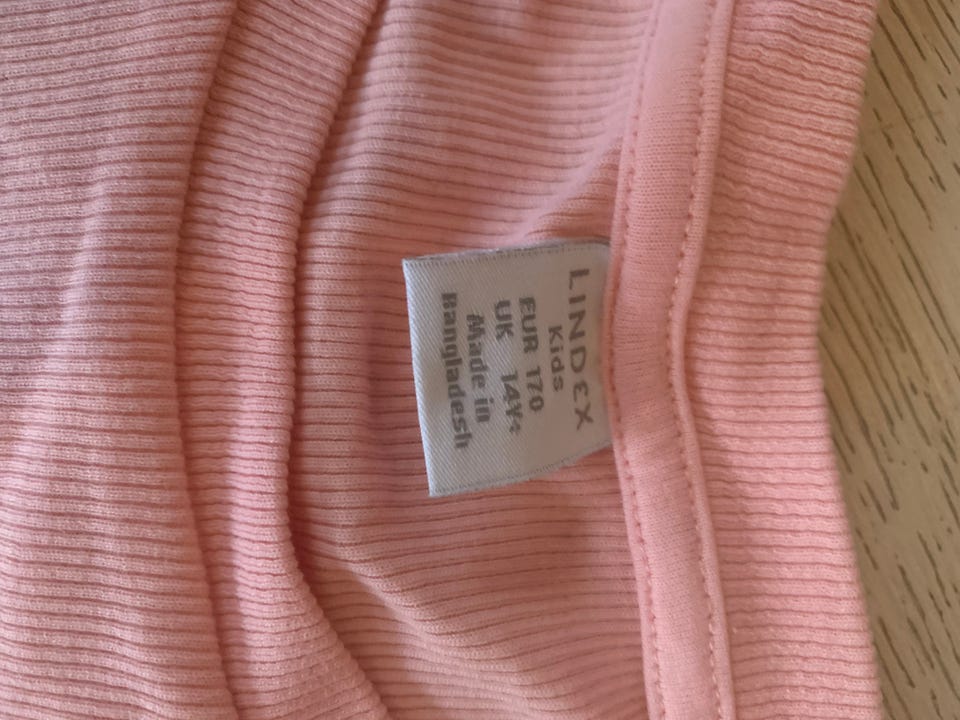 LINDEX
Kids
EUR 170
UK 14Y+
Made in
Bangladesh